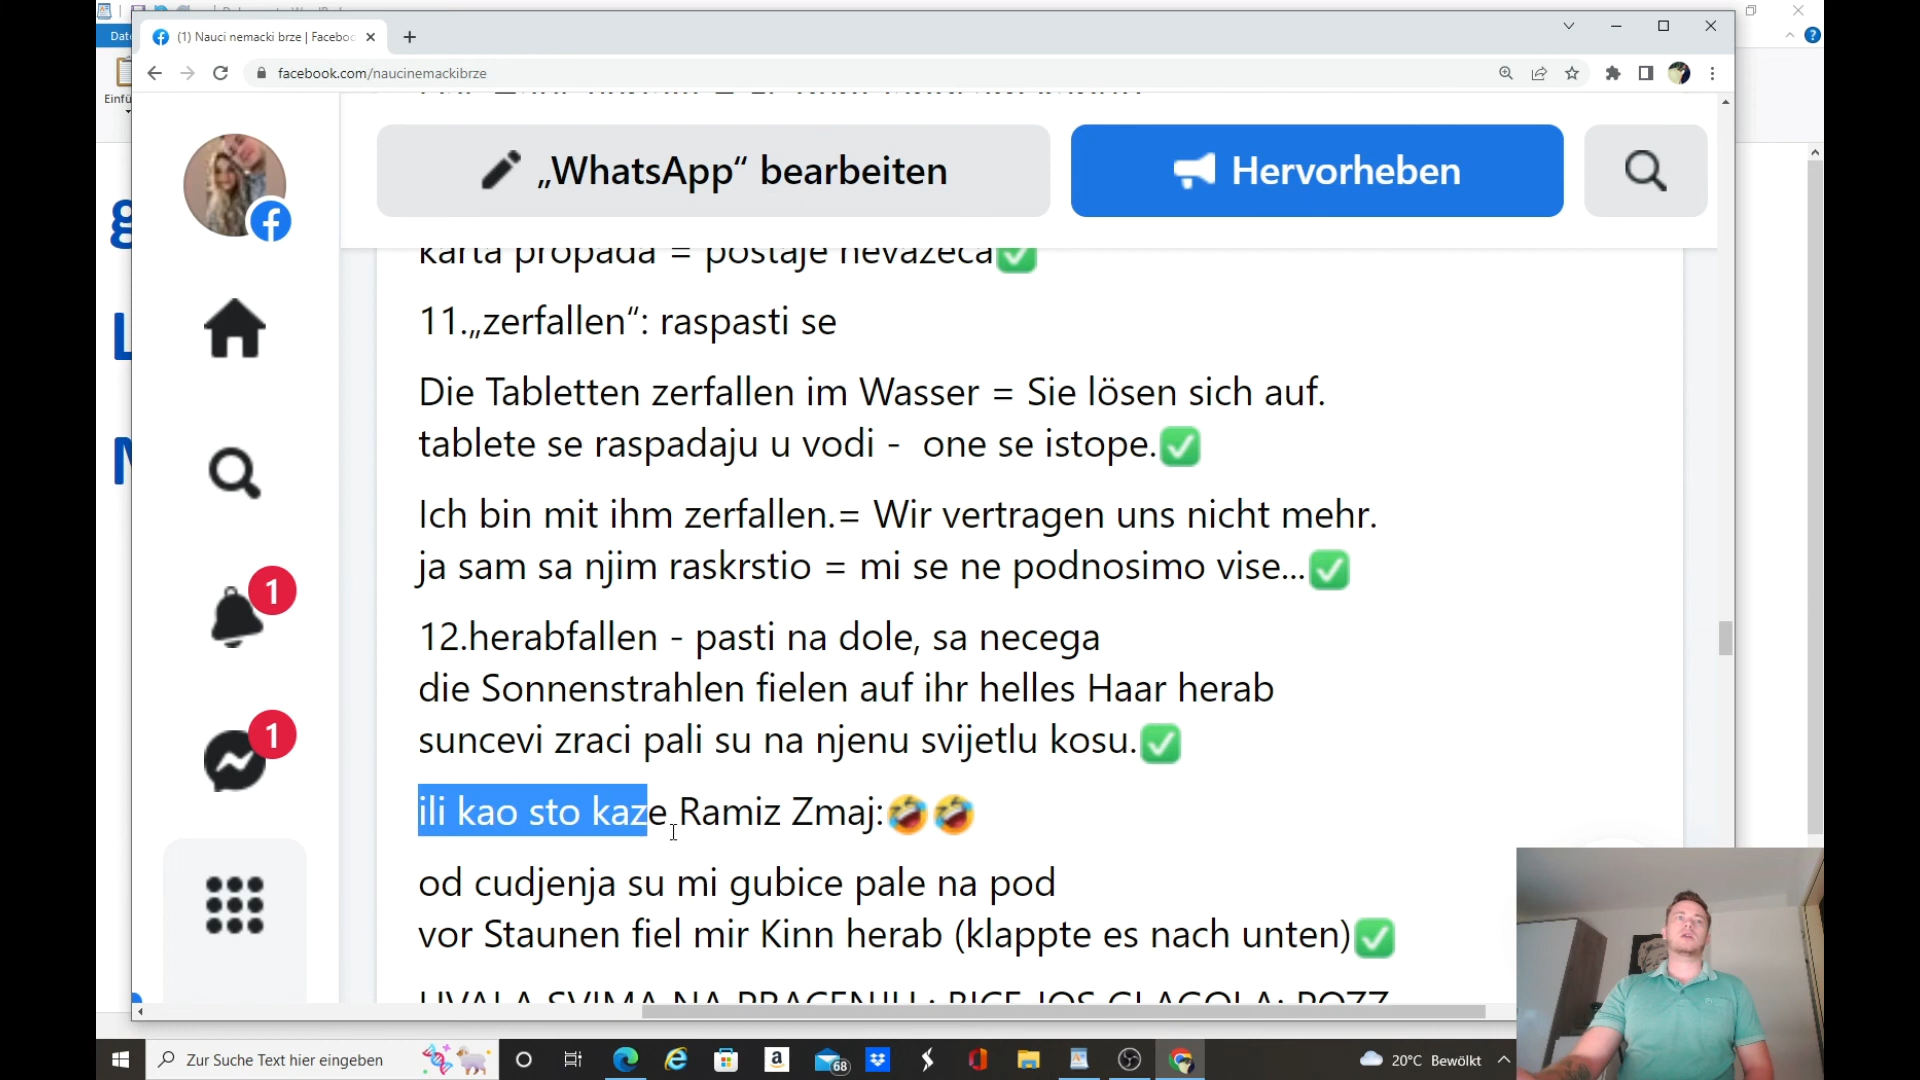 (1) Nauci nemacki brze | Faceboo
facebook.com/naucinemackibrze
Einfü
„WhatsApp“ bearbeiten
Hervorheben
karta propada = postaje nevazeca
11.„zerfallen“: raspasti se
Die Tabletten zerfallen im Wasser = Sie lösen sich auf.
tablete se raspadaju u vodi - one se istope.
Ich bin mit ihm zerfallen.= Wir vertragen uns nicht mehr.
ja sam sa njim raskrstio = mi se ne podnosimo vise...
1
12.herabfallen - pasti na dole, sa necega
die Sonnenstrahlen fielen auf ihr helles Haar herab
suncevi zraci pali su na njenu svijetlu kosu.
1
ili kao sto kaze Ramiz Zmaj:
od cudjenja su mi gubice pale na pod
vor Staunen fiel mir Kinn herab (klappte es nach unten)
Zur Suche Text hier eingeben
68
20°C Bewölkt